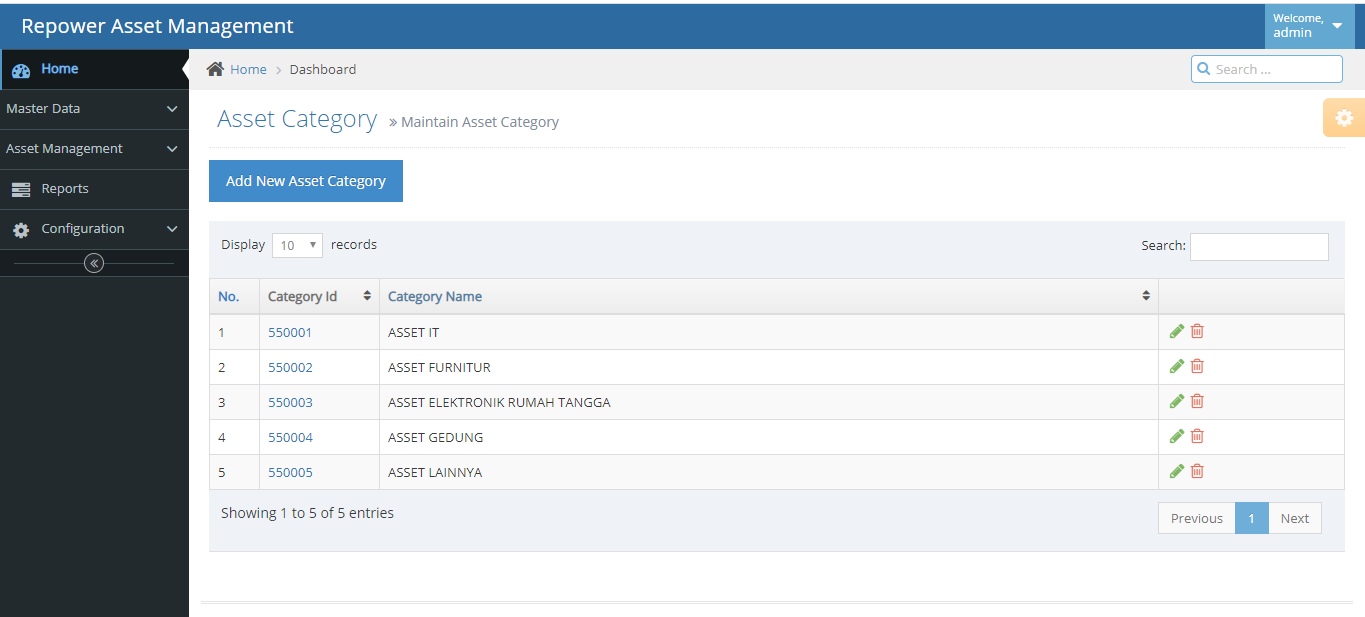 Repower Asset Management
Welcome,
admin
Home
Master Data
Asset Management
Reports
Configuration
Home > Dashboard
Search ...
Asset Category » Maintain Asset Category
Add New Asset Category
Display 10 records
Search:
No. Category Id Category Name
1 550001 ASSET IT
2 550002 ASSET FURNITUR
3 550003 ASSET ELEKTRONIK RUMAH TANGGA
4 550004 ASSET GEDUNG
5 550005 ASSET LAINNYA
Showing 1 to 5 of 5 entries
Previous 1 Next